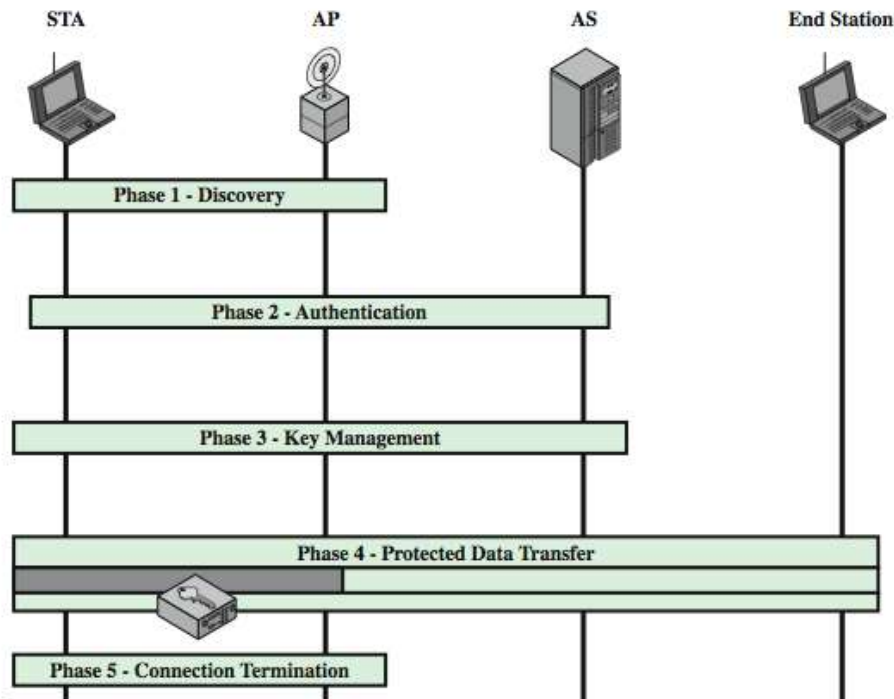 STA
AP
AS
End Station
Phase 1 - Discovery
Phase 2 - Authentication
Phase 3 - Key Management
Phase 4 - Protected Data Transfer
Phase 5 - Connection Termination